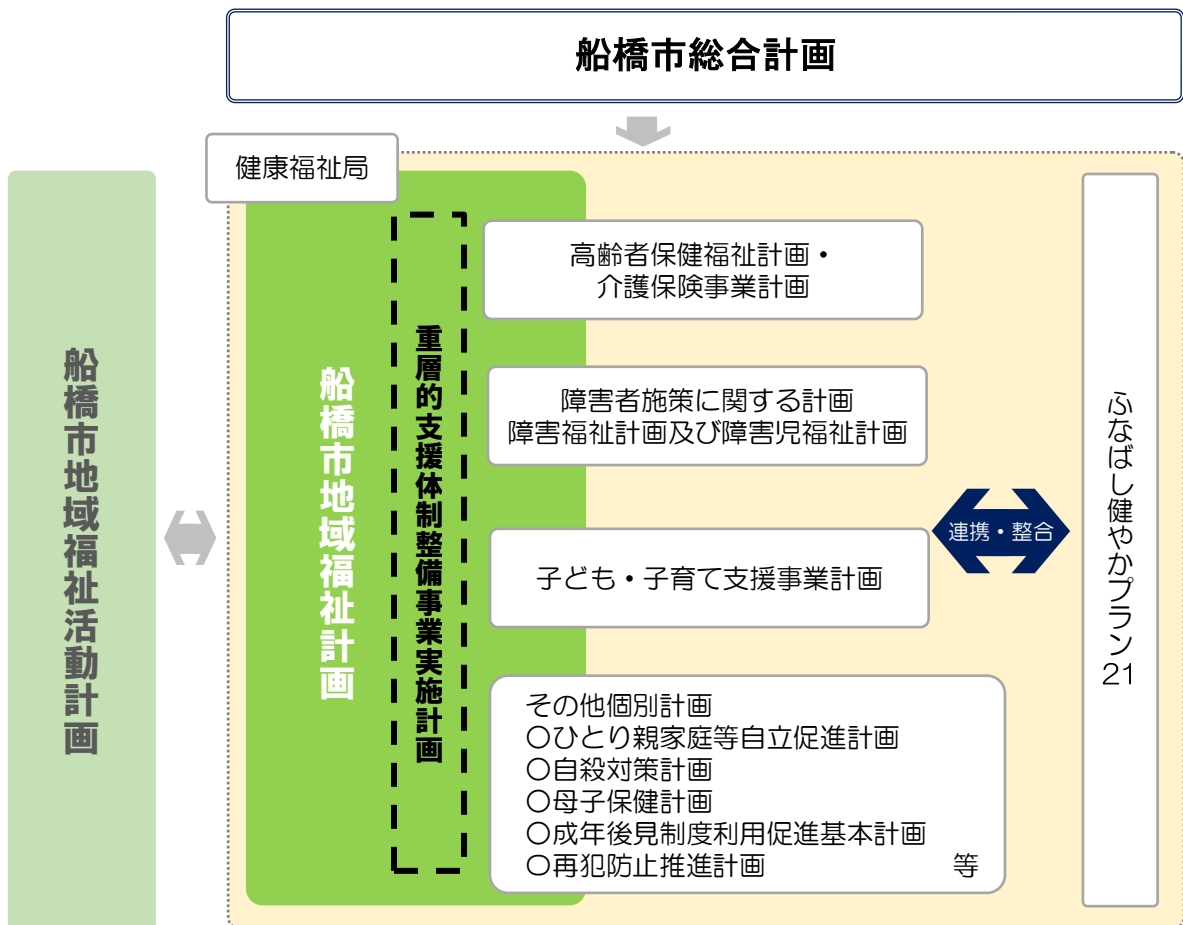 船橋市総合計画
健康福祉局
船橋市地域福祉活動計画
船橋市地域福祉計画
重層的支援体制整備事業実施計画
高齢者保健福祉計画・
介護保険事業計画
障害者施策に関する計画
障害福祉計画及び障害児福祉計画
子ども・子育て支援事業計画
その他個別計画
〇ひとり親家庭等自立促進計画
〇自殺対策計画
〇母子保健計画
〇成年後見制度利用促進基本計画
〇再犯防止推進計画 等
連携・整合
ふなばし健やかプラン21